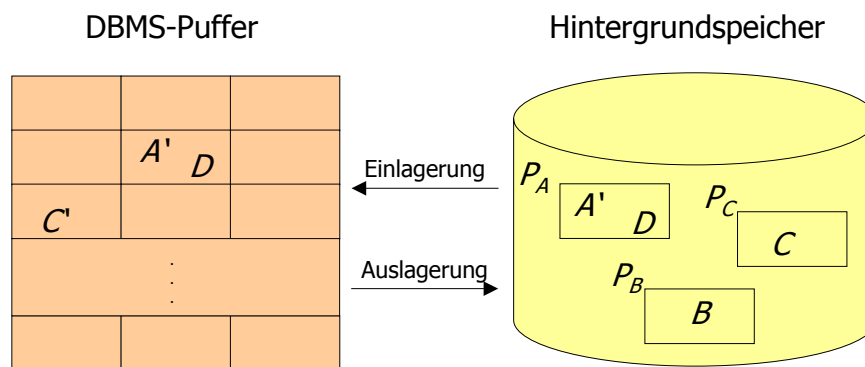 DBMS-Puffer
Hintergrundspeicher
A' D
C'
Einlagerung
Auslagerung
P_A
A' D
P_C
C
P_B
B